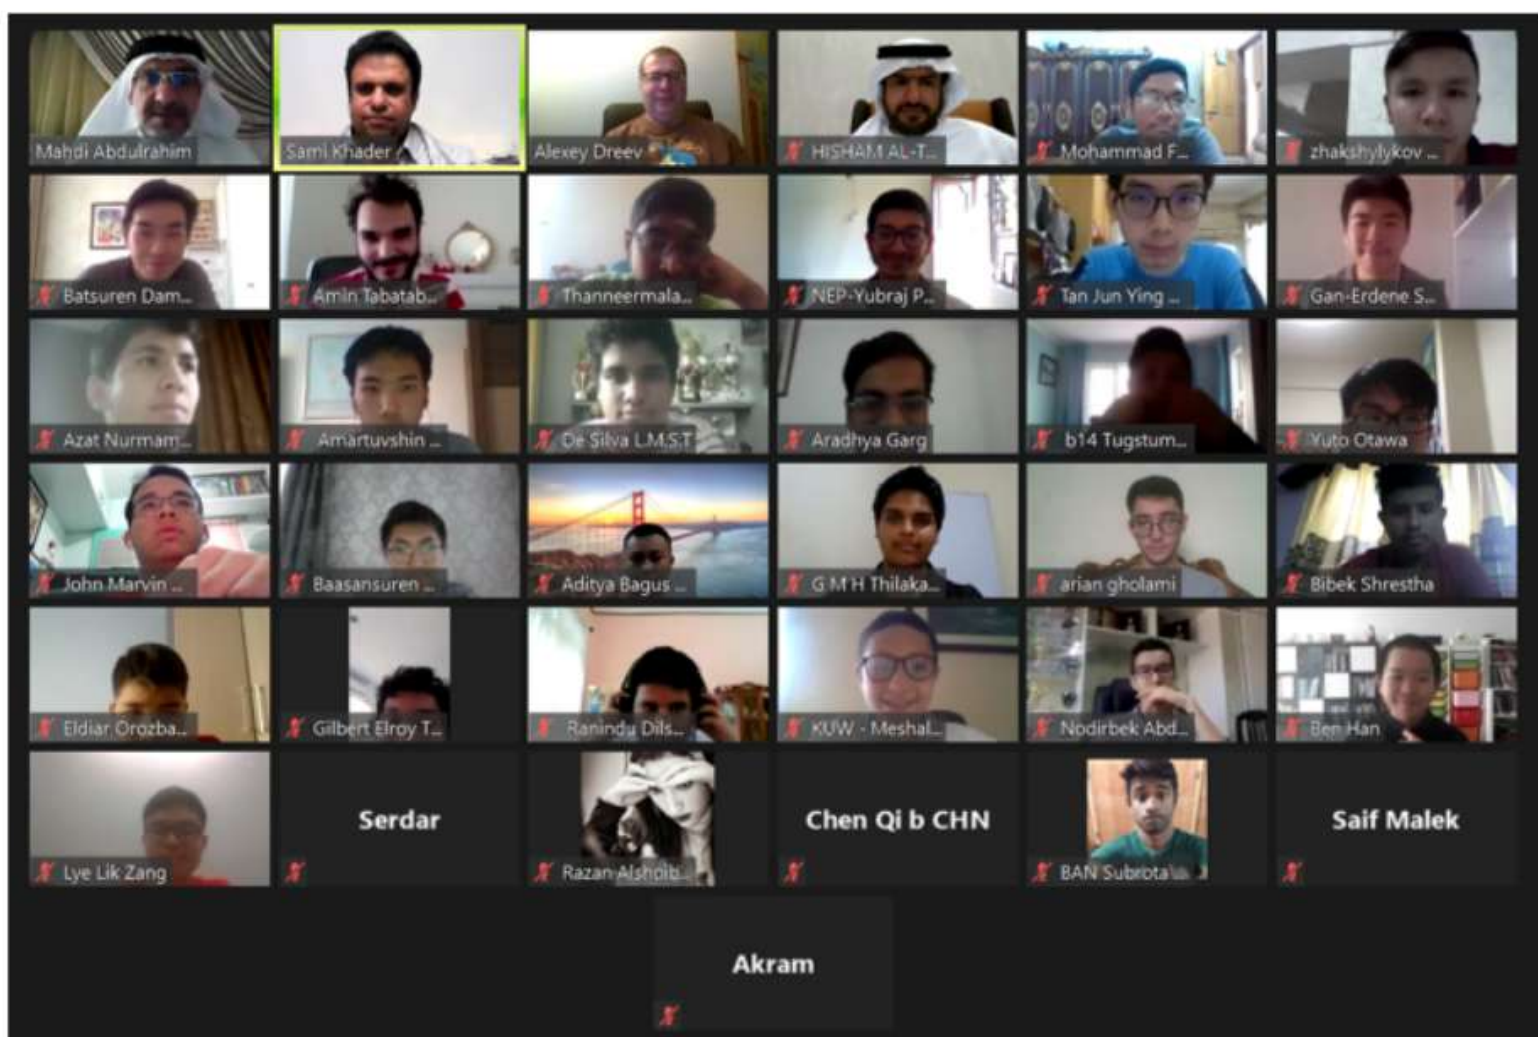 Mahdi Abdulrahim
Sami Khader
Alexey Dreev
HISHAM AL-T...
Mohammad F...
zhakshylykov ...
Batsuren Dam...
Amin Tabatab...
Thanneermala...
NEP-Yubraj P...
Tan Jun Ying ...
Gan-Erdene S...
Azat Nurmam...
Amartuvshin ...
De Silva L.M.S.T
Aradhya Garg
b14 Tugstum...
Yuto Otawa
John Marvin ...
Baasansuren ...
Aditya Bagus ...
G M H Thilaka...
arian gholami
Bibek Shrestha
Eldiar Orozba...
Gilbert Elroy T...
Ranindu Dils...
KUW - Meshal...
Nodirbek Abd...
Ben Han
Lye Lik Zang
Serdar
Razan Alshoib...
Chen Qi b CHN
BAN Subrota
Saif Malek
Akram